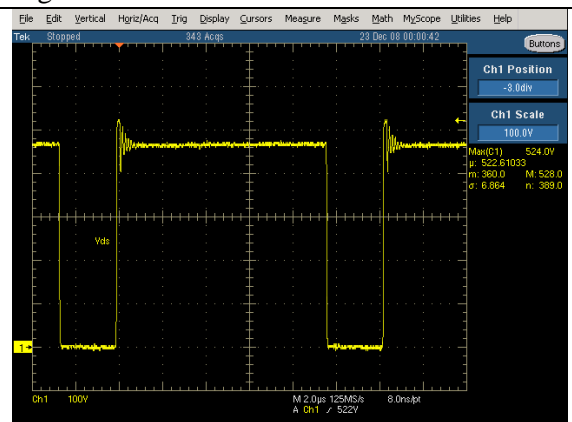 File Edit Vertical Horiz/Acq Trig Display Cursors Measure Masks Math MyScope Utilities Help
Tek Stopped 343 Acqs 23 Dec 08 00:00:42
Buttons
Ch1 Position
-3.0div
Ch1 Scale
100.0V
Max(C1) 524.0V
μ: 522.61033
m: 360.0 M: 528.0
σ: 6.864 n: 389.0
Vds
1
Ch1 100V M 2.0μs 125MS/s 8.0ns/pt
A Ch1 ∕ 522V